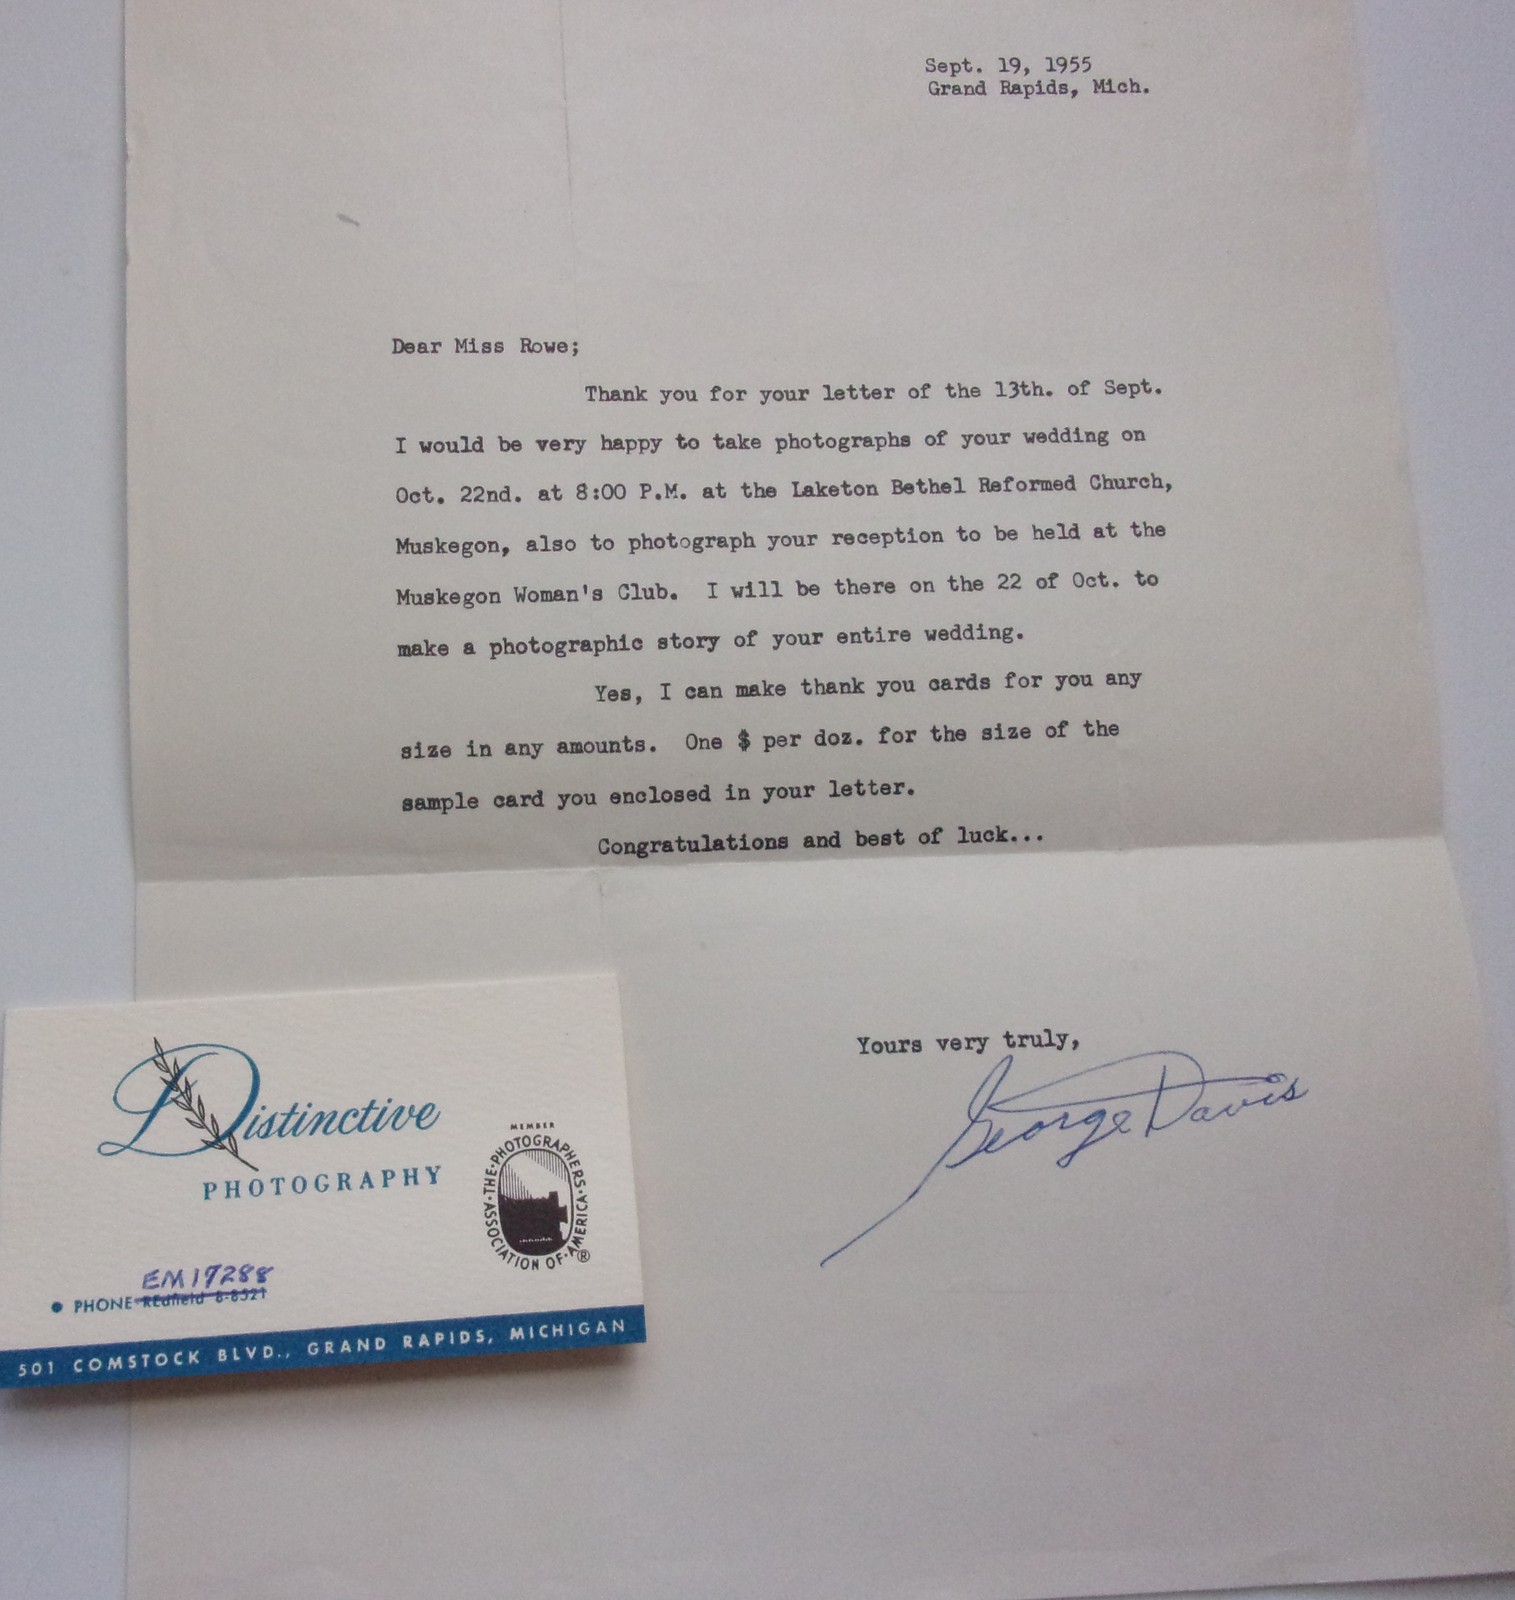 Sept. 19, 1955
Grand Rapids, Mich.
Dear Miss Rowe;
Thank you for your letter of the 13th. of Sept.
I would be very happy to take photographs of your wedding on
Oct. 22nd. at 8:00 P.M. at the Laketon Bethel Reformed Church,
Muskegon, also to photograph your reception to be held at the
Muskegon Woman's Club.  I will be there on the 22 of Oct. to
make a photographic story of your entire wedding.
Yes, I can make thank you cards for you any
size in any amounts.  One $ per doz. for the size of the
sample card you enclosed in your letter.
Congratulations and best of luck...
Yours very truly,
George Davis
Distinctive
PHOTOGRAPHY
MEMBER
THE·PHOTOGRAPHERS·
ASSOCIATION OF·AMERICA·®
EM17288
● PHONE REdfield 8-8521
501 COMSTOCK BLVD., GRAND RAPIDS, MICHIGAN